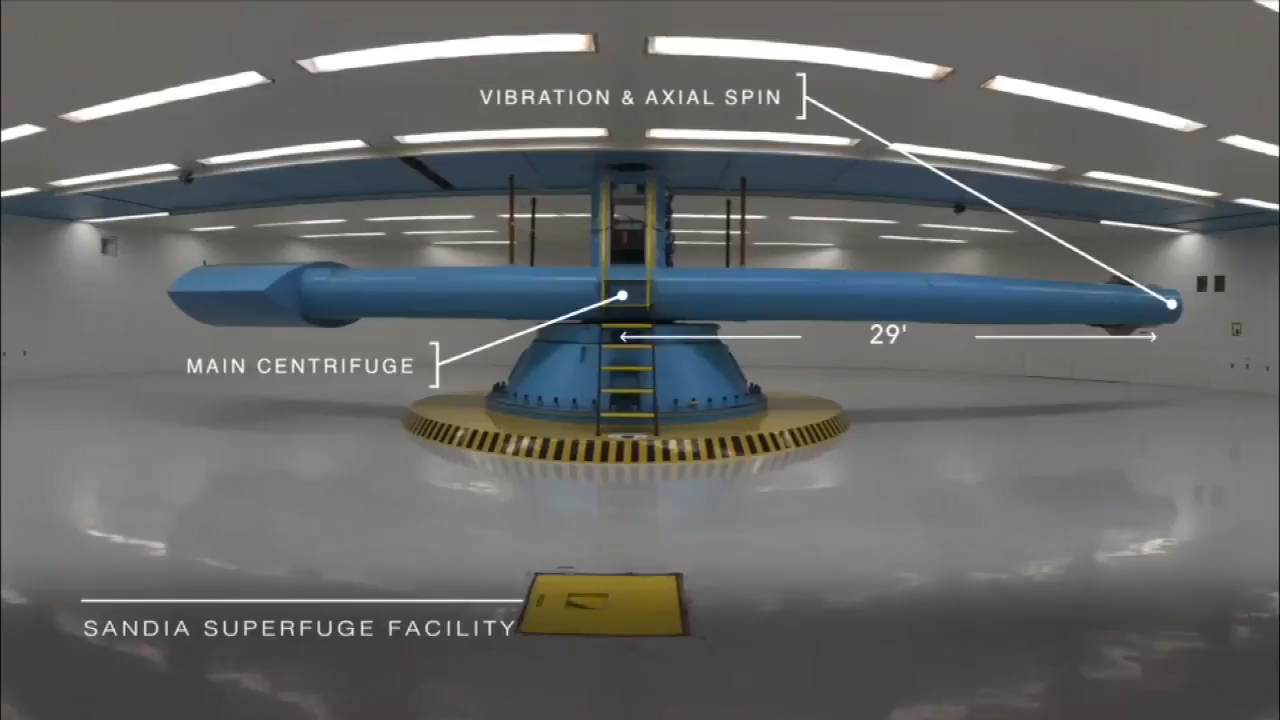 VIBRATION & AXIAL SPIN
29'
MAIN CENTRIFUGE
SANDIA SUPERFUGE FACILITY